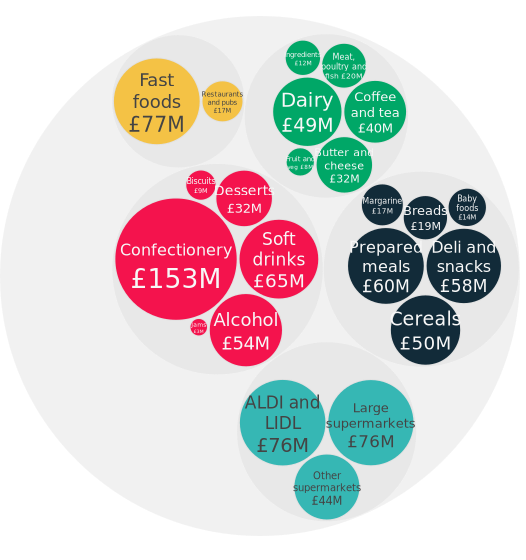 Fast
foods
£77M
Restaurants
and pubs
£17M
Ingredients
£12M
Meat,
poultry and
fish £20M
Dairy
£49M
Coffee
and tea
£40M
Fruit and
veg £8M
Butter and
cheese
£32M
Biscuits
£9M
Desserts
£32M
Confectionery
£153M
Soft
drinks
£65M
Jams
Alcohol
£54M
Margarine
£17M
Breads
£19M
Baby
foods
£14M
Prepared
meals
£60M
Deli and
snacks
£58M
Cereals
£50M
ALDI and
LIDL
£76M
Large
supermarkets
£76M
Other
supermarkets
£44M